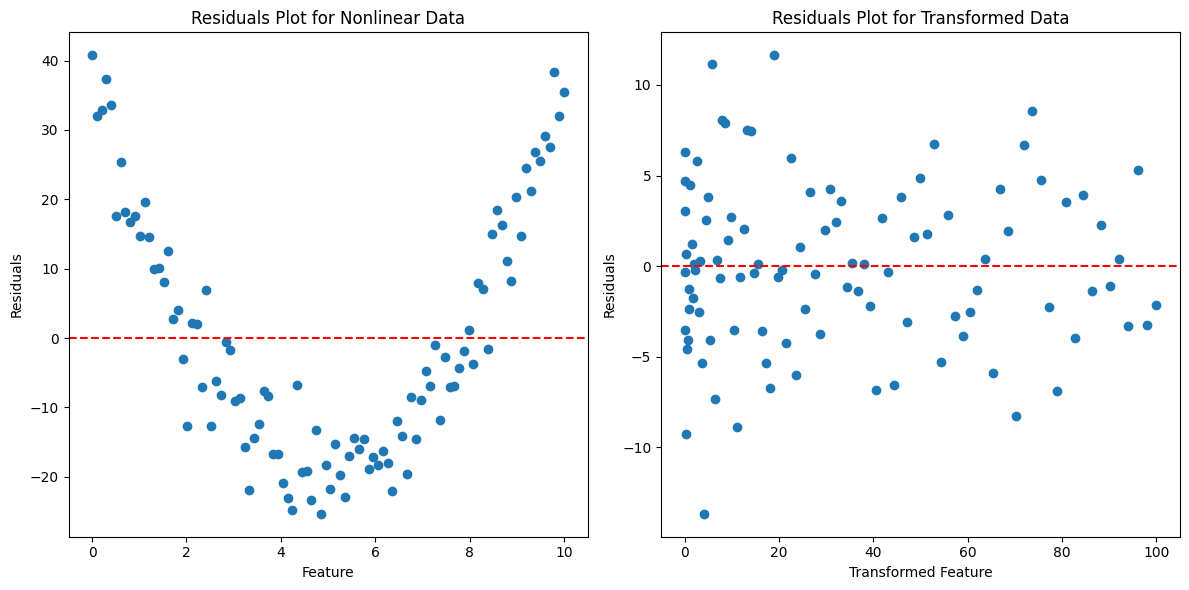 Residuals Plot for Nonlinear Data
40
30
20
10
0
−10
−20
Residuals
0 2 4 6 8 10
Feature
Residuals Plot for Transformed Data
10
5
0
−5
−10
Residuals
0 20 40 60 80 100
Transformed Feature